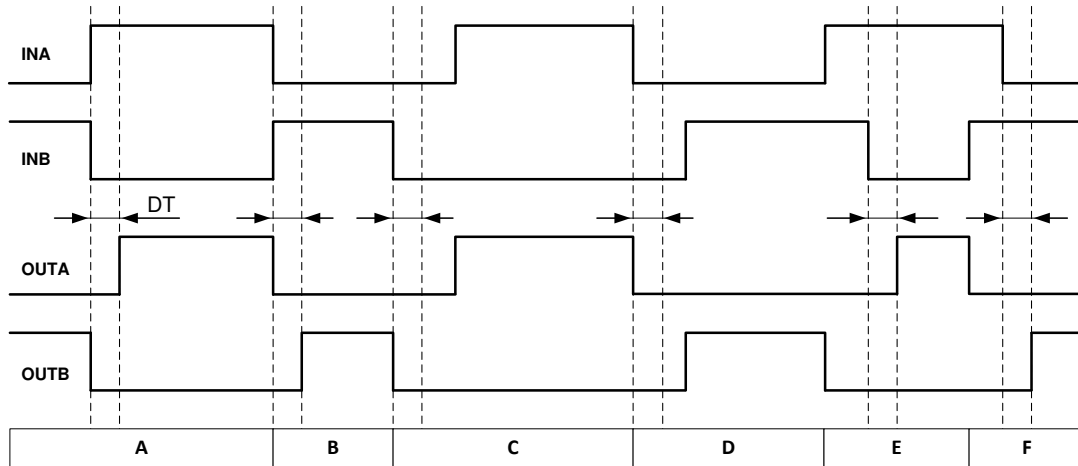 INA
INB
DT
OUTA
OUTB
A B C D E F